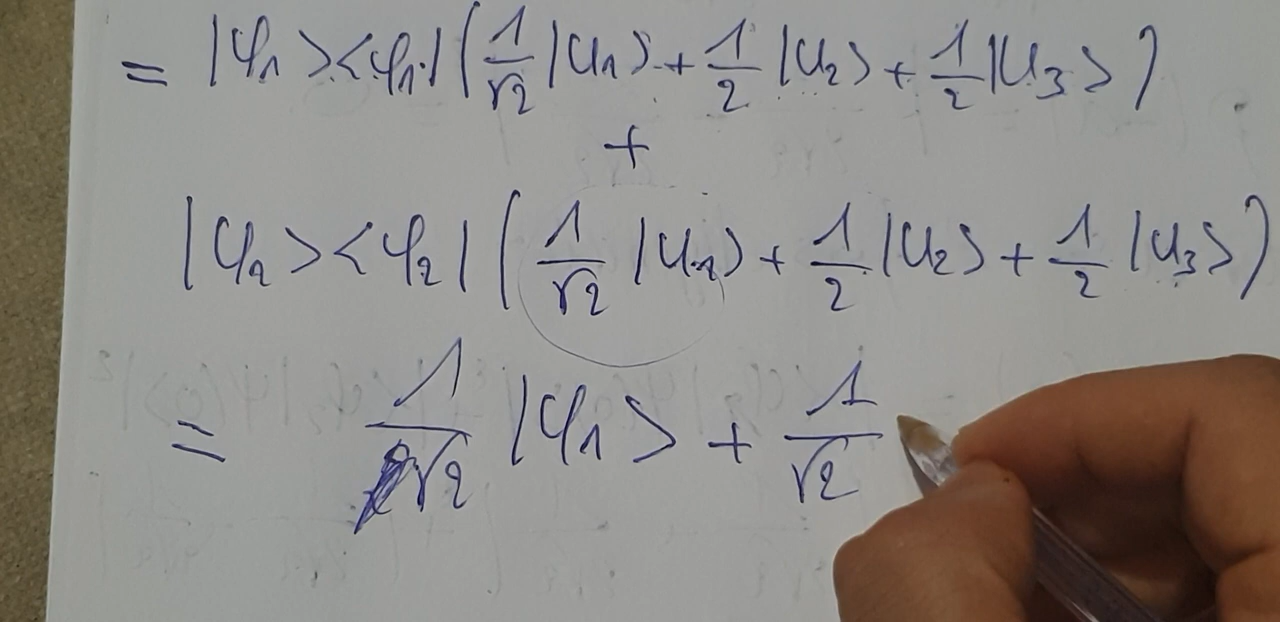 = |φ₁><φ₁|(1/√2 |U₁> + 1/2 |U₂> + 1/2 |U₃>)
+
|φ₂><φ₂|(1/√2 |U₁> + 1/2 |U₂> + 1/2 |U₃>)
= 1/√2 |φ₁> + 1/√2